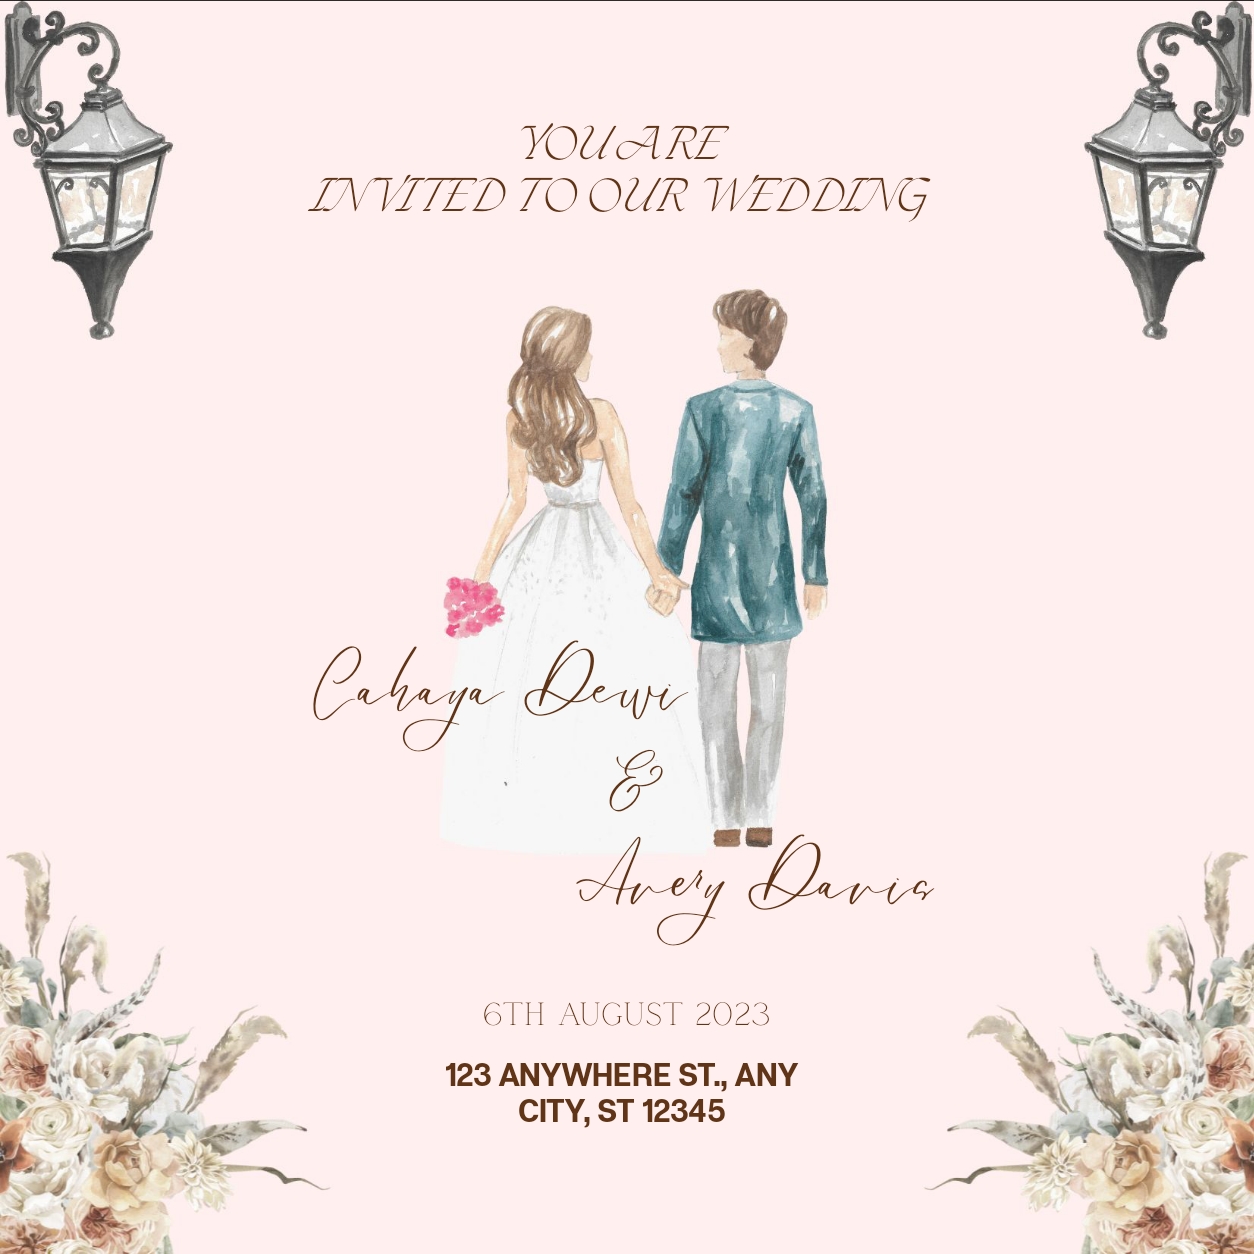 YOU ARE
INVITED TO OUR WEDDING
Cahaya Dewi
&
Avery Davis
6TH AUGUST 2023
123 ANYWHERE ST., ANY
CITY, ST 12345